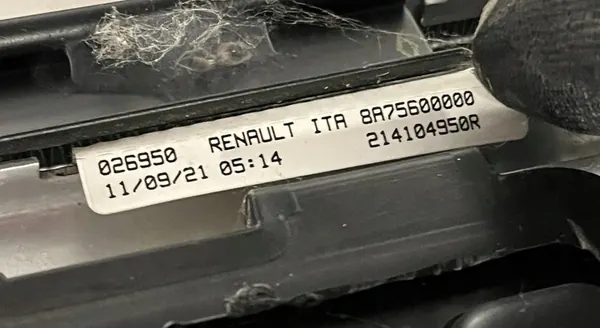 026950 RENAULT ITA 8A75600000
11/09/21 05:14 214104950R